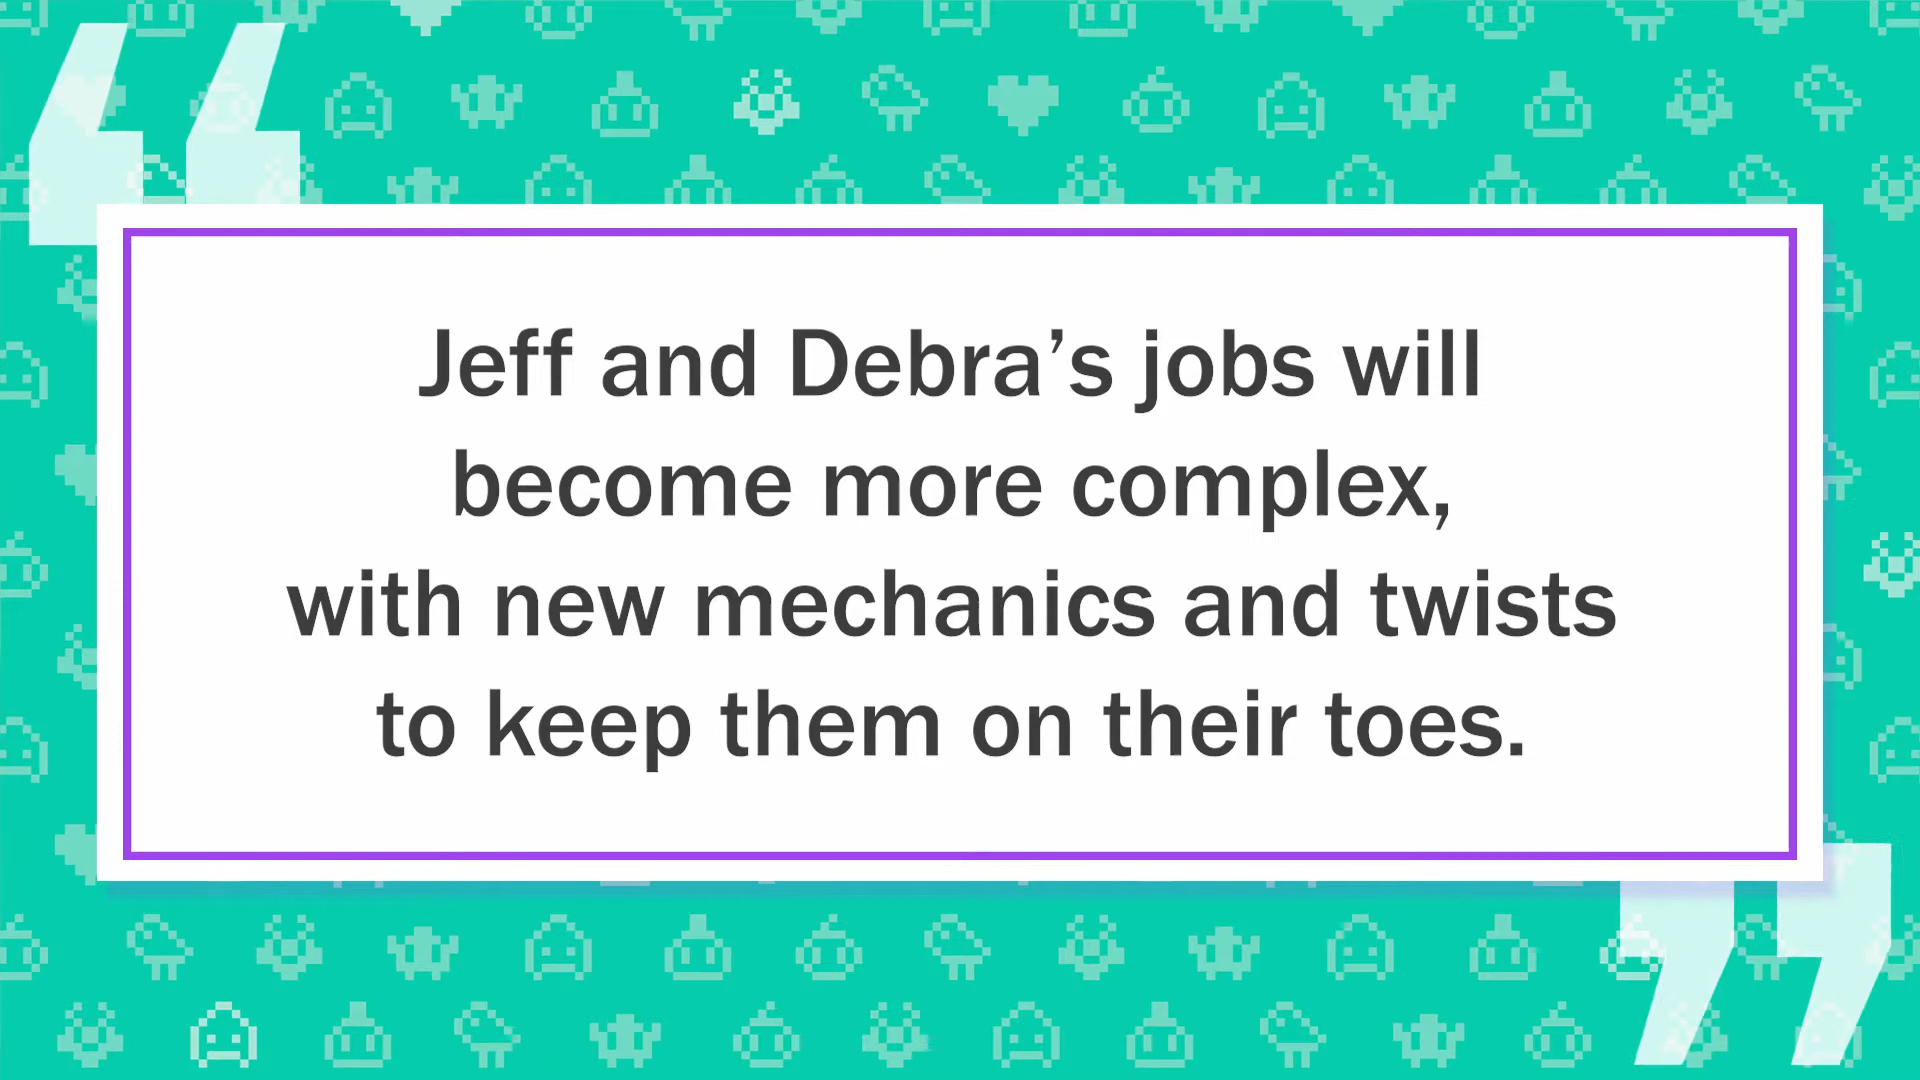 Jeff and Debra’s jobs will
become more complex,
with new mechanics and twists
to keep them on their toes.